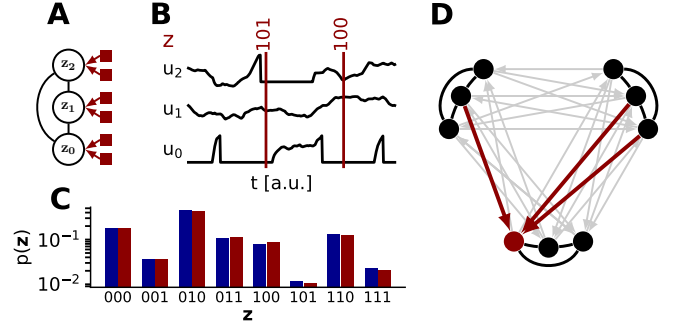 A
B
D
z₂
z₁
z₀
z
101
100
u₂
u₁
u₀
t [a.u.]
C
p(z)
10⁻¹
10⁻²
000 001 010 011 100 101 110 111
z